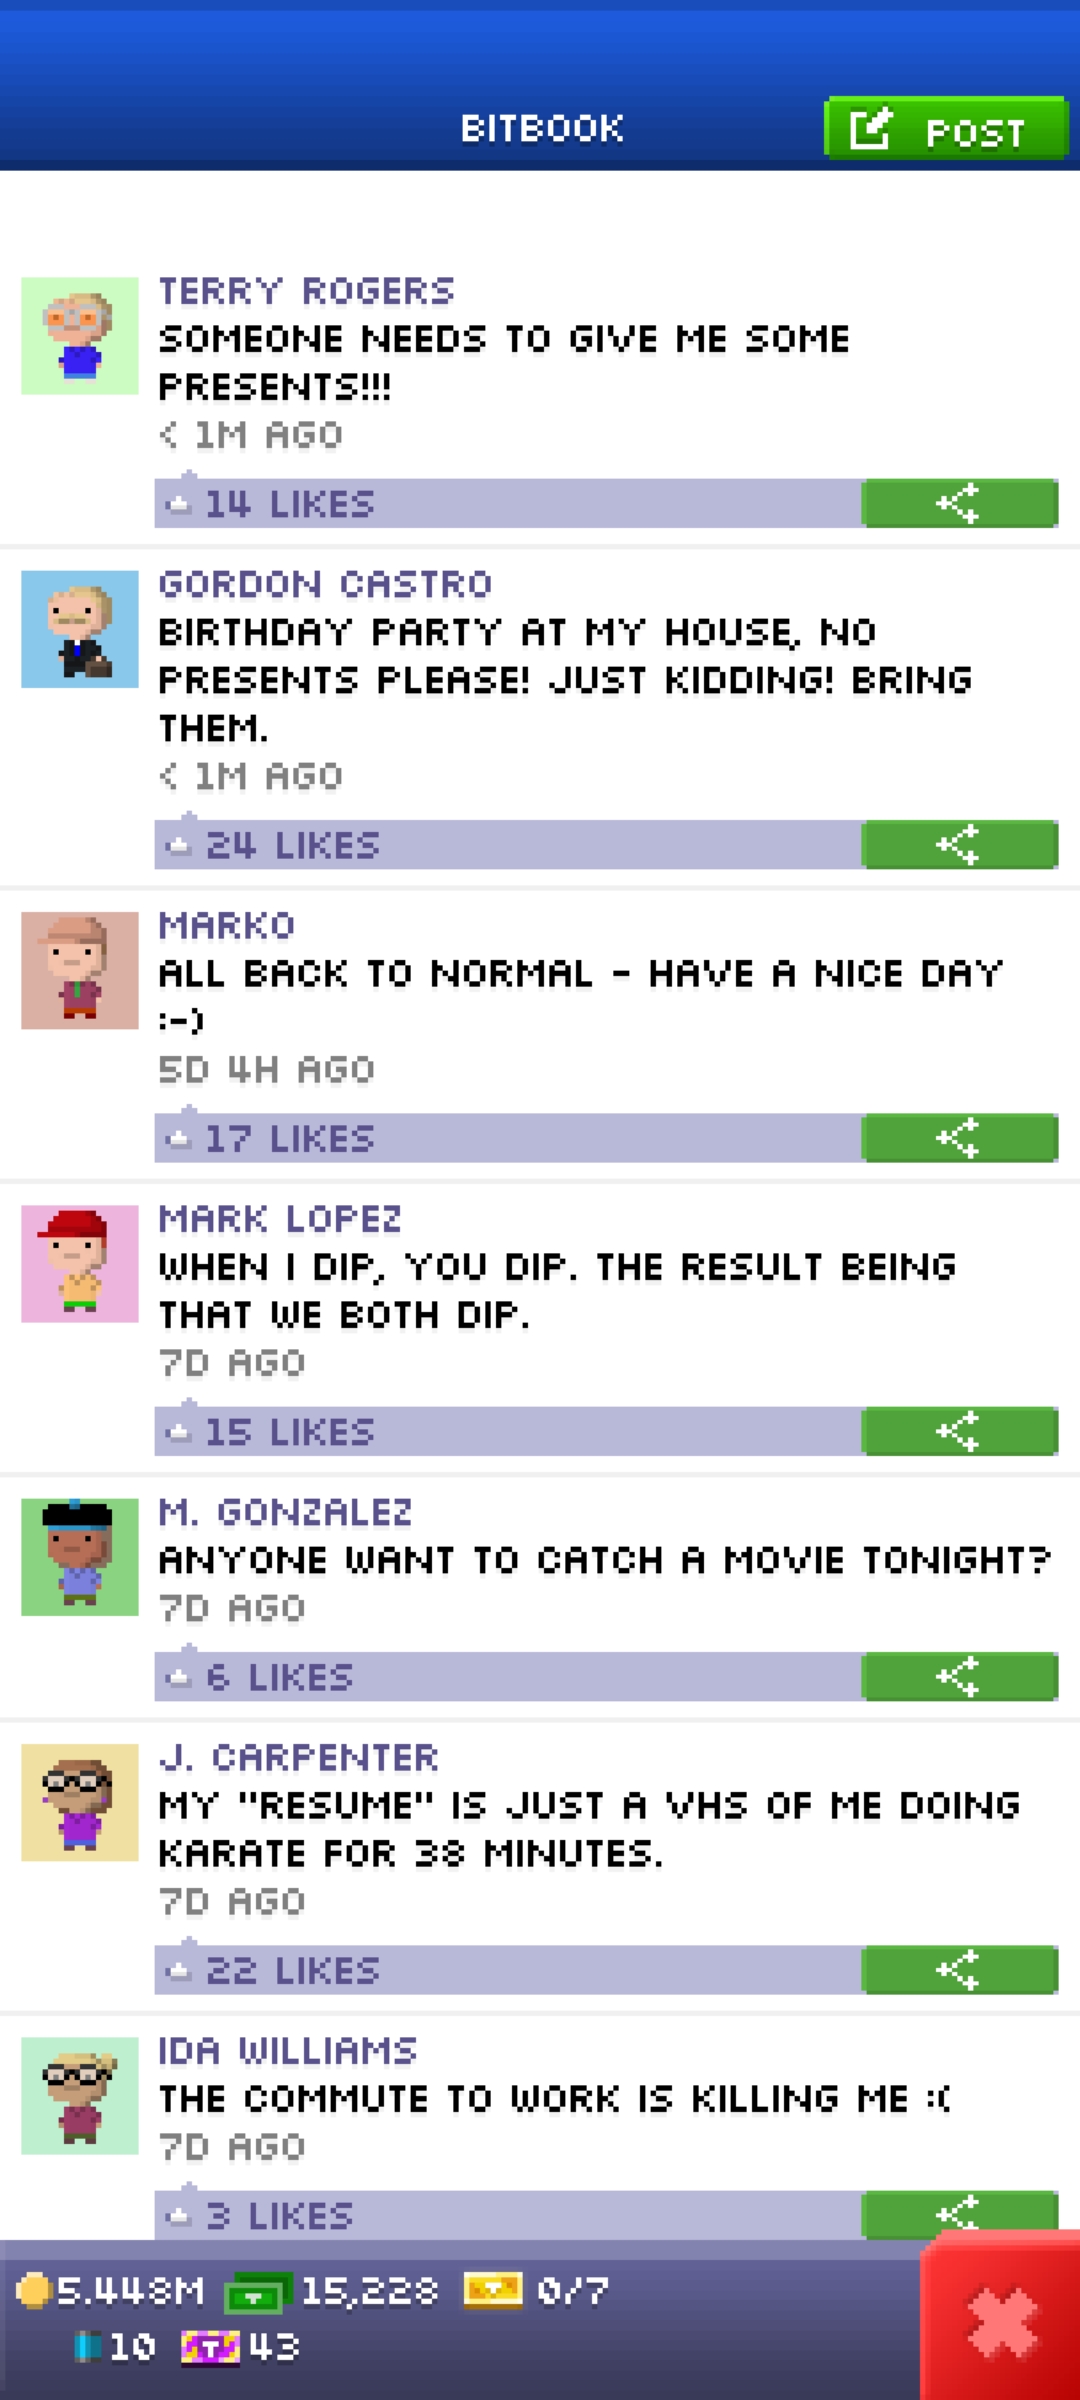 BITBOOK
POST
TERRY ROGERS
SOMEONE NEEDS TO GIVE ME SOME
PRESENTS!!!
< 1M AGO
14 LIKES
GORDON CASTRO
BIRTHDAY PARTY AT MY HOUSE, NO
PRESENTS PLEASE! JUST KIDDING! BRING
THEM.
< 1M AGO
24 LIKES
MARKO
ALL BACK TO NORMAL - HAVE A NICE DAY
:-)
5D 4H AGO
17 LIKES
MARK LOPEZ
WHEN I DIP, YOU DIP. THE RESULT BEING
THAT WE BOTH DIP.
7D AGO
15 LIKES
M. GONZALEZ
ANYONE WANT TO CATCH A MOVIE TONIGHT?
7D AGO
6 LIKES
J. CARPENTER
MY "RESUME" IS JUST A VHS OF ME DOING
KARATE FOR 38 MINUTES.
7D AGO
22 LIKES
IDA WILLIAMS
THE COMMUTE TO WORK IS KILLING ME :(
7D AGO
3 LIKES
5.448M 15,228 0/7
10 T 43